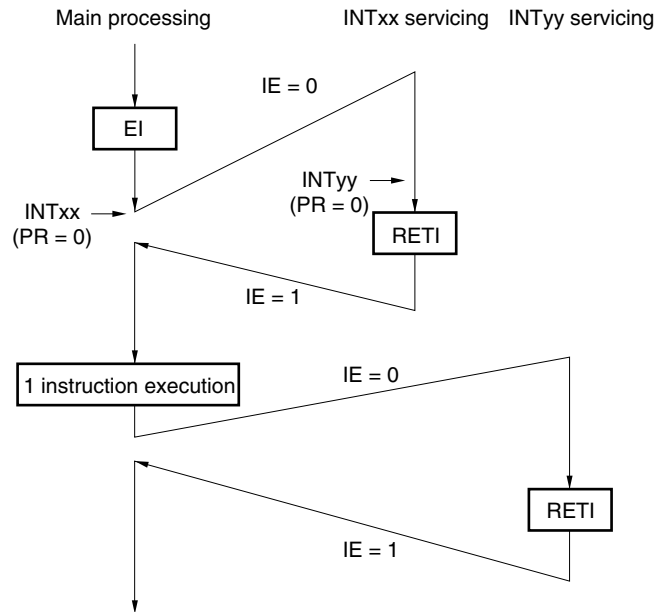 Main processing
INTxx servicing
INTyy servicing
IE = 0
EI
INTxx
(PR = 0)
INTyy
(PR = 0)
RETI
IE = 1
1 instruction execution
IE = 0
RETI
IE = 1